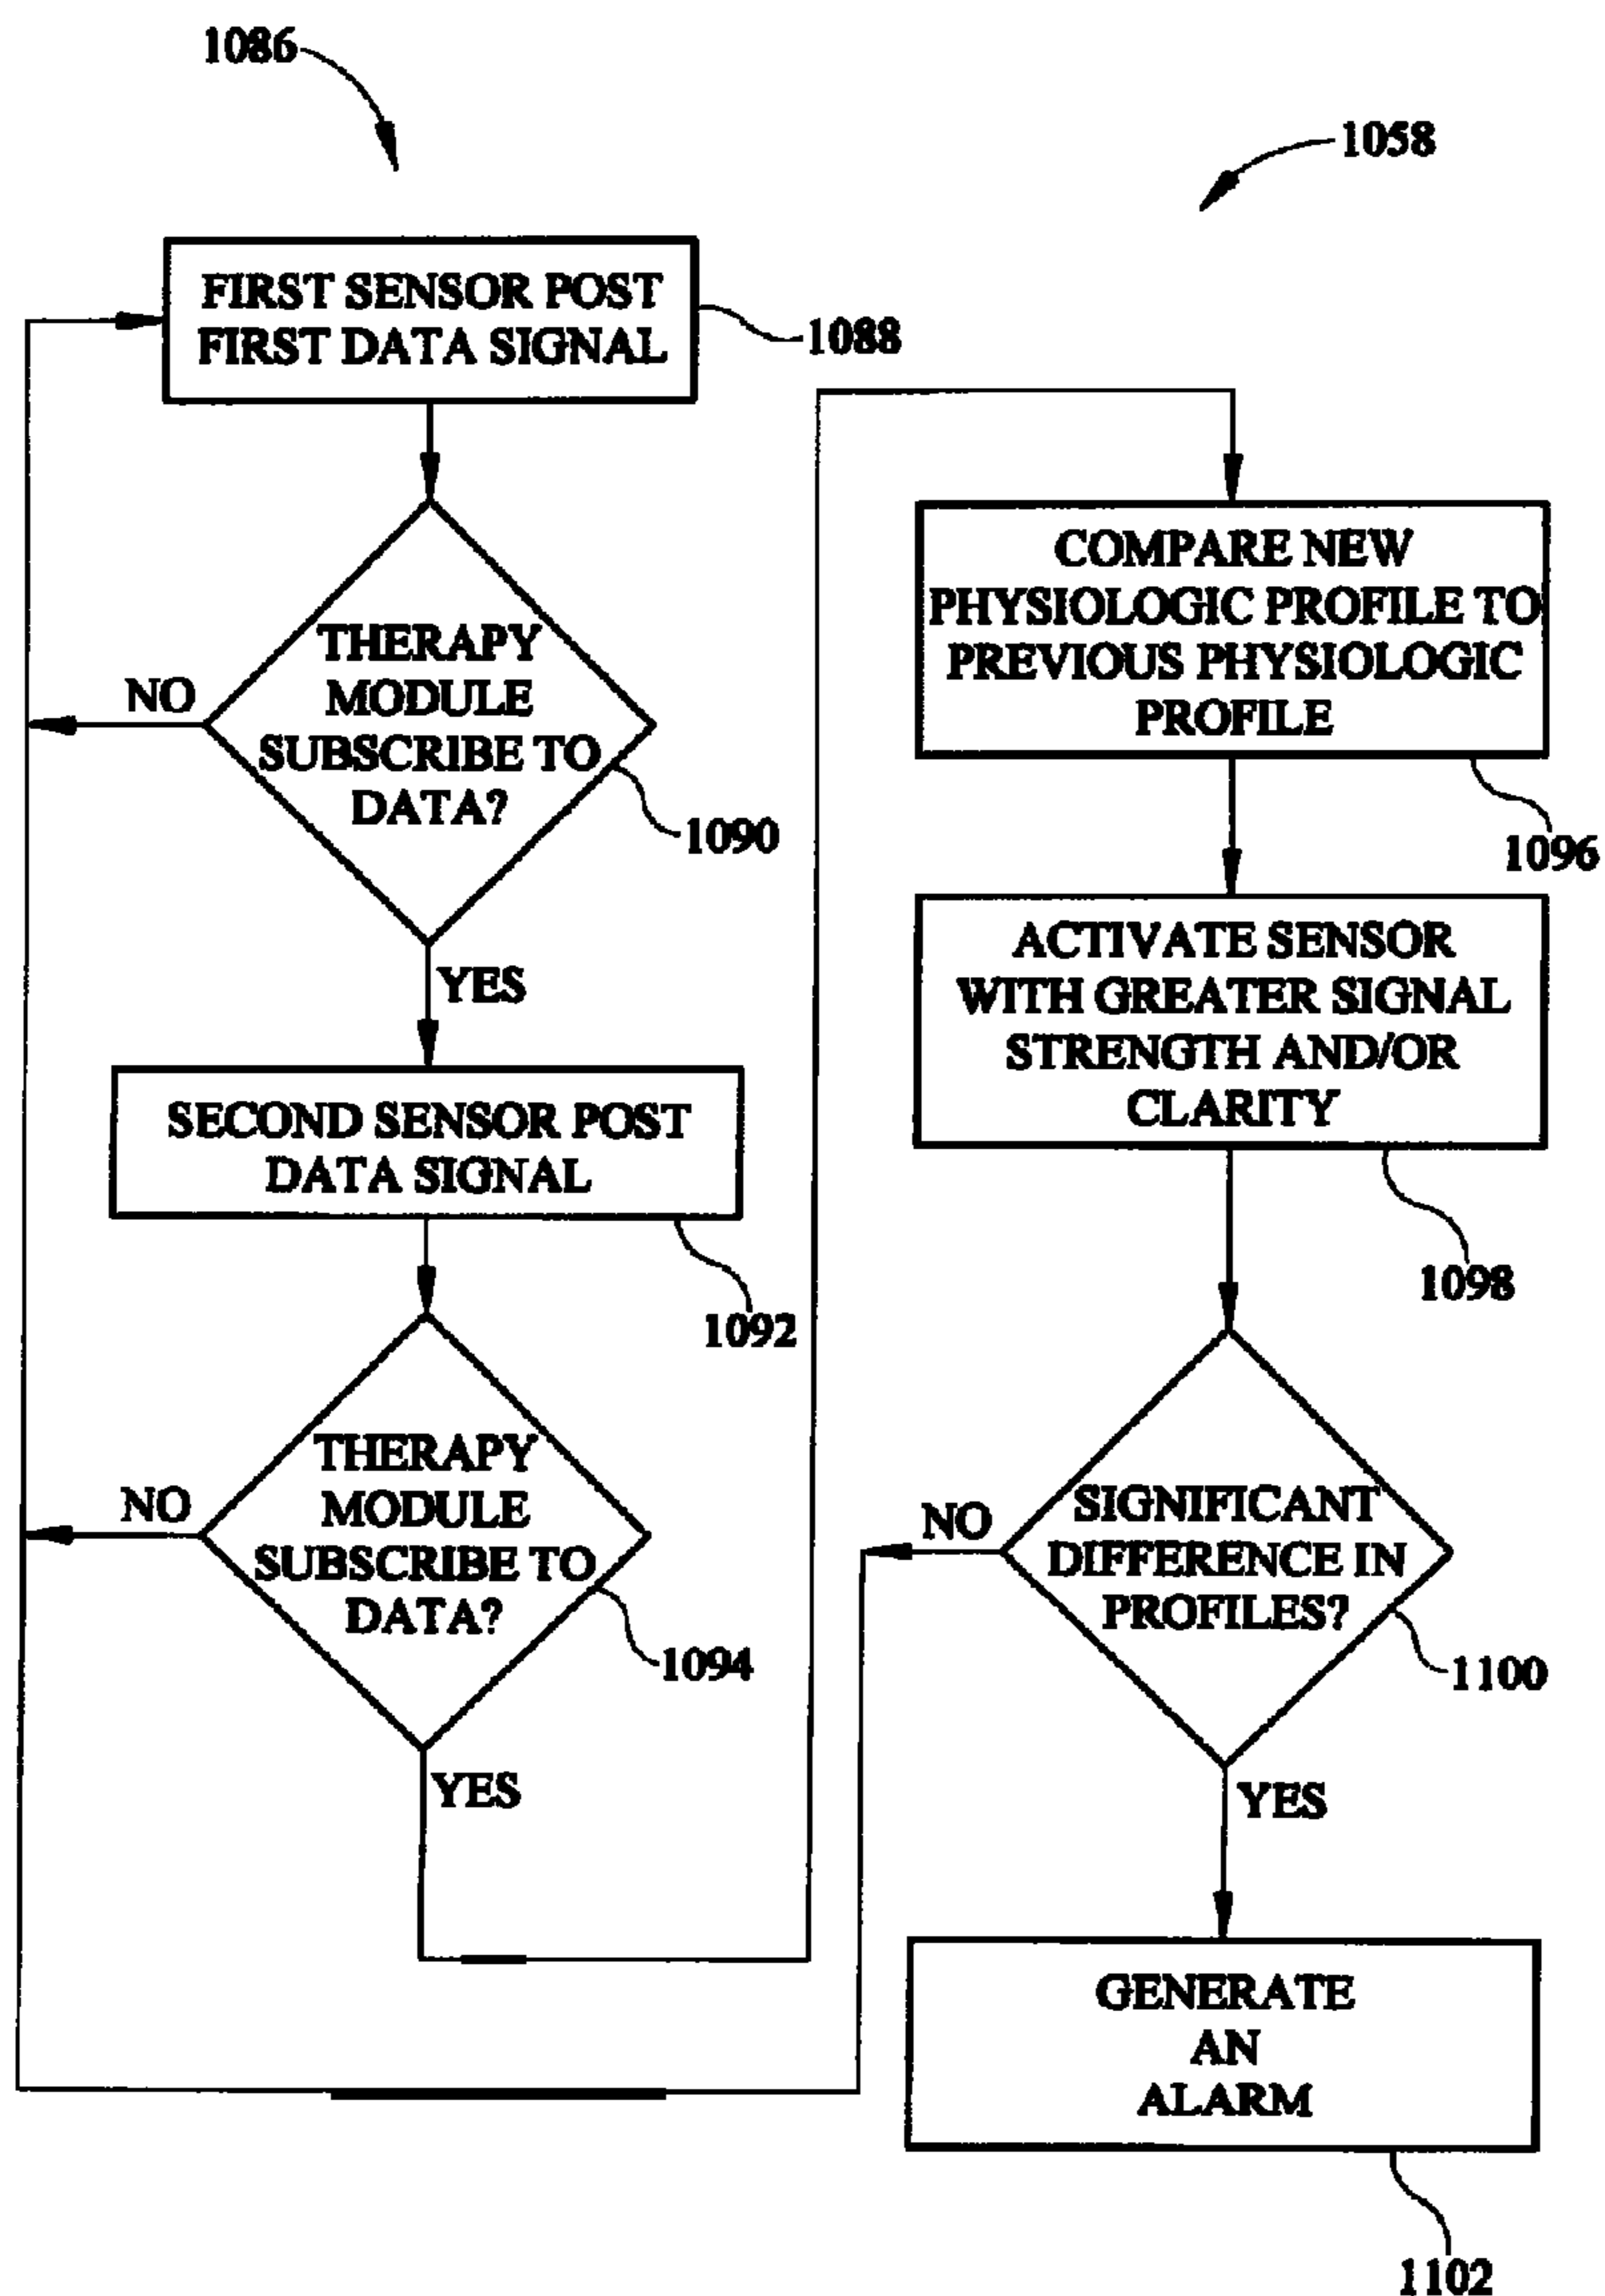 1086
1058
FIRST SENSOR POST
FIRST DATA SIGNAL
1088
THERAPY
MODULE
SUBSCRIBE TO
DATA?
NO
1090
YES
SECOND SENSOR POST
DATA SIGNAL
1092
THERAPY
MODULE
SUBSCRIBE TO
DATA?
NO
1094
YES
COMPARE NEW
PHYSIOLOGIC PROFILE TO
PREVIOUS PHYSIOLOGIC
PROFILE
1096
ACTIVATE SENSOR
WITH GREATER SIGNAL
STRENGTH AND/OR
CLARITY
1098
SIGNIFICANT
DIFFERENCE IN
PROFILES?
NO
1100
YES
GENERATE
AN
ALARM
1102